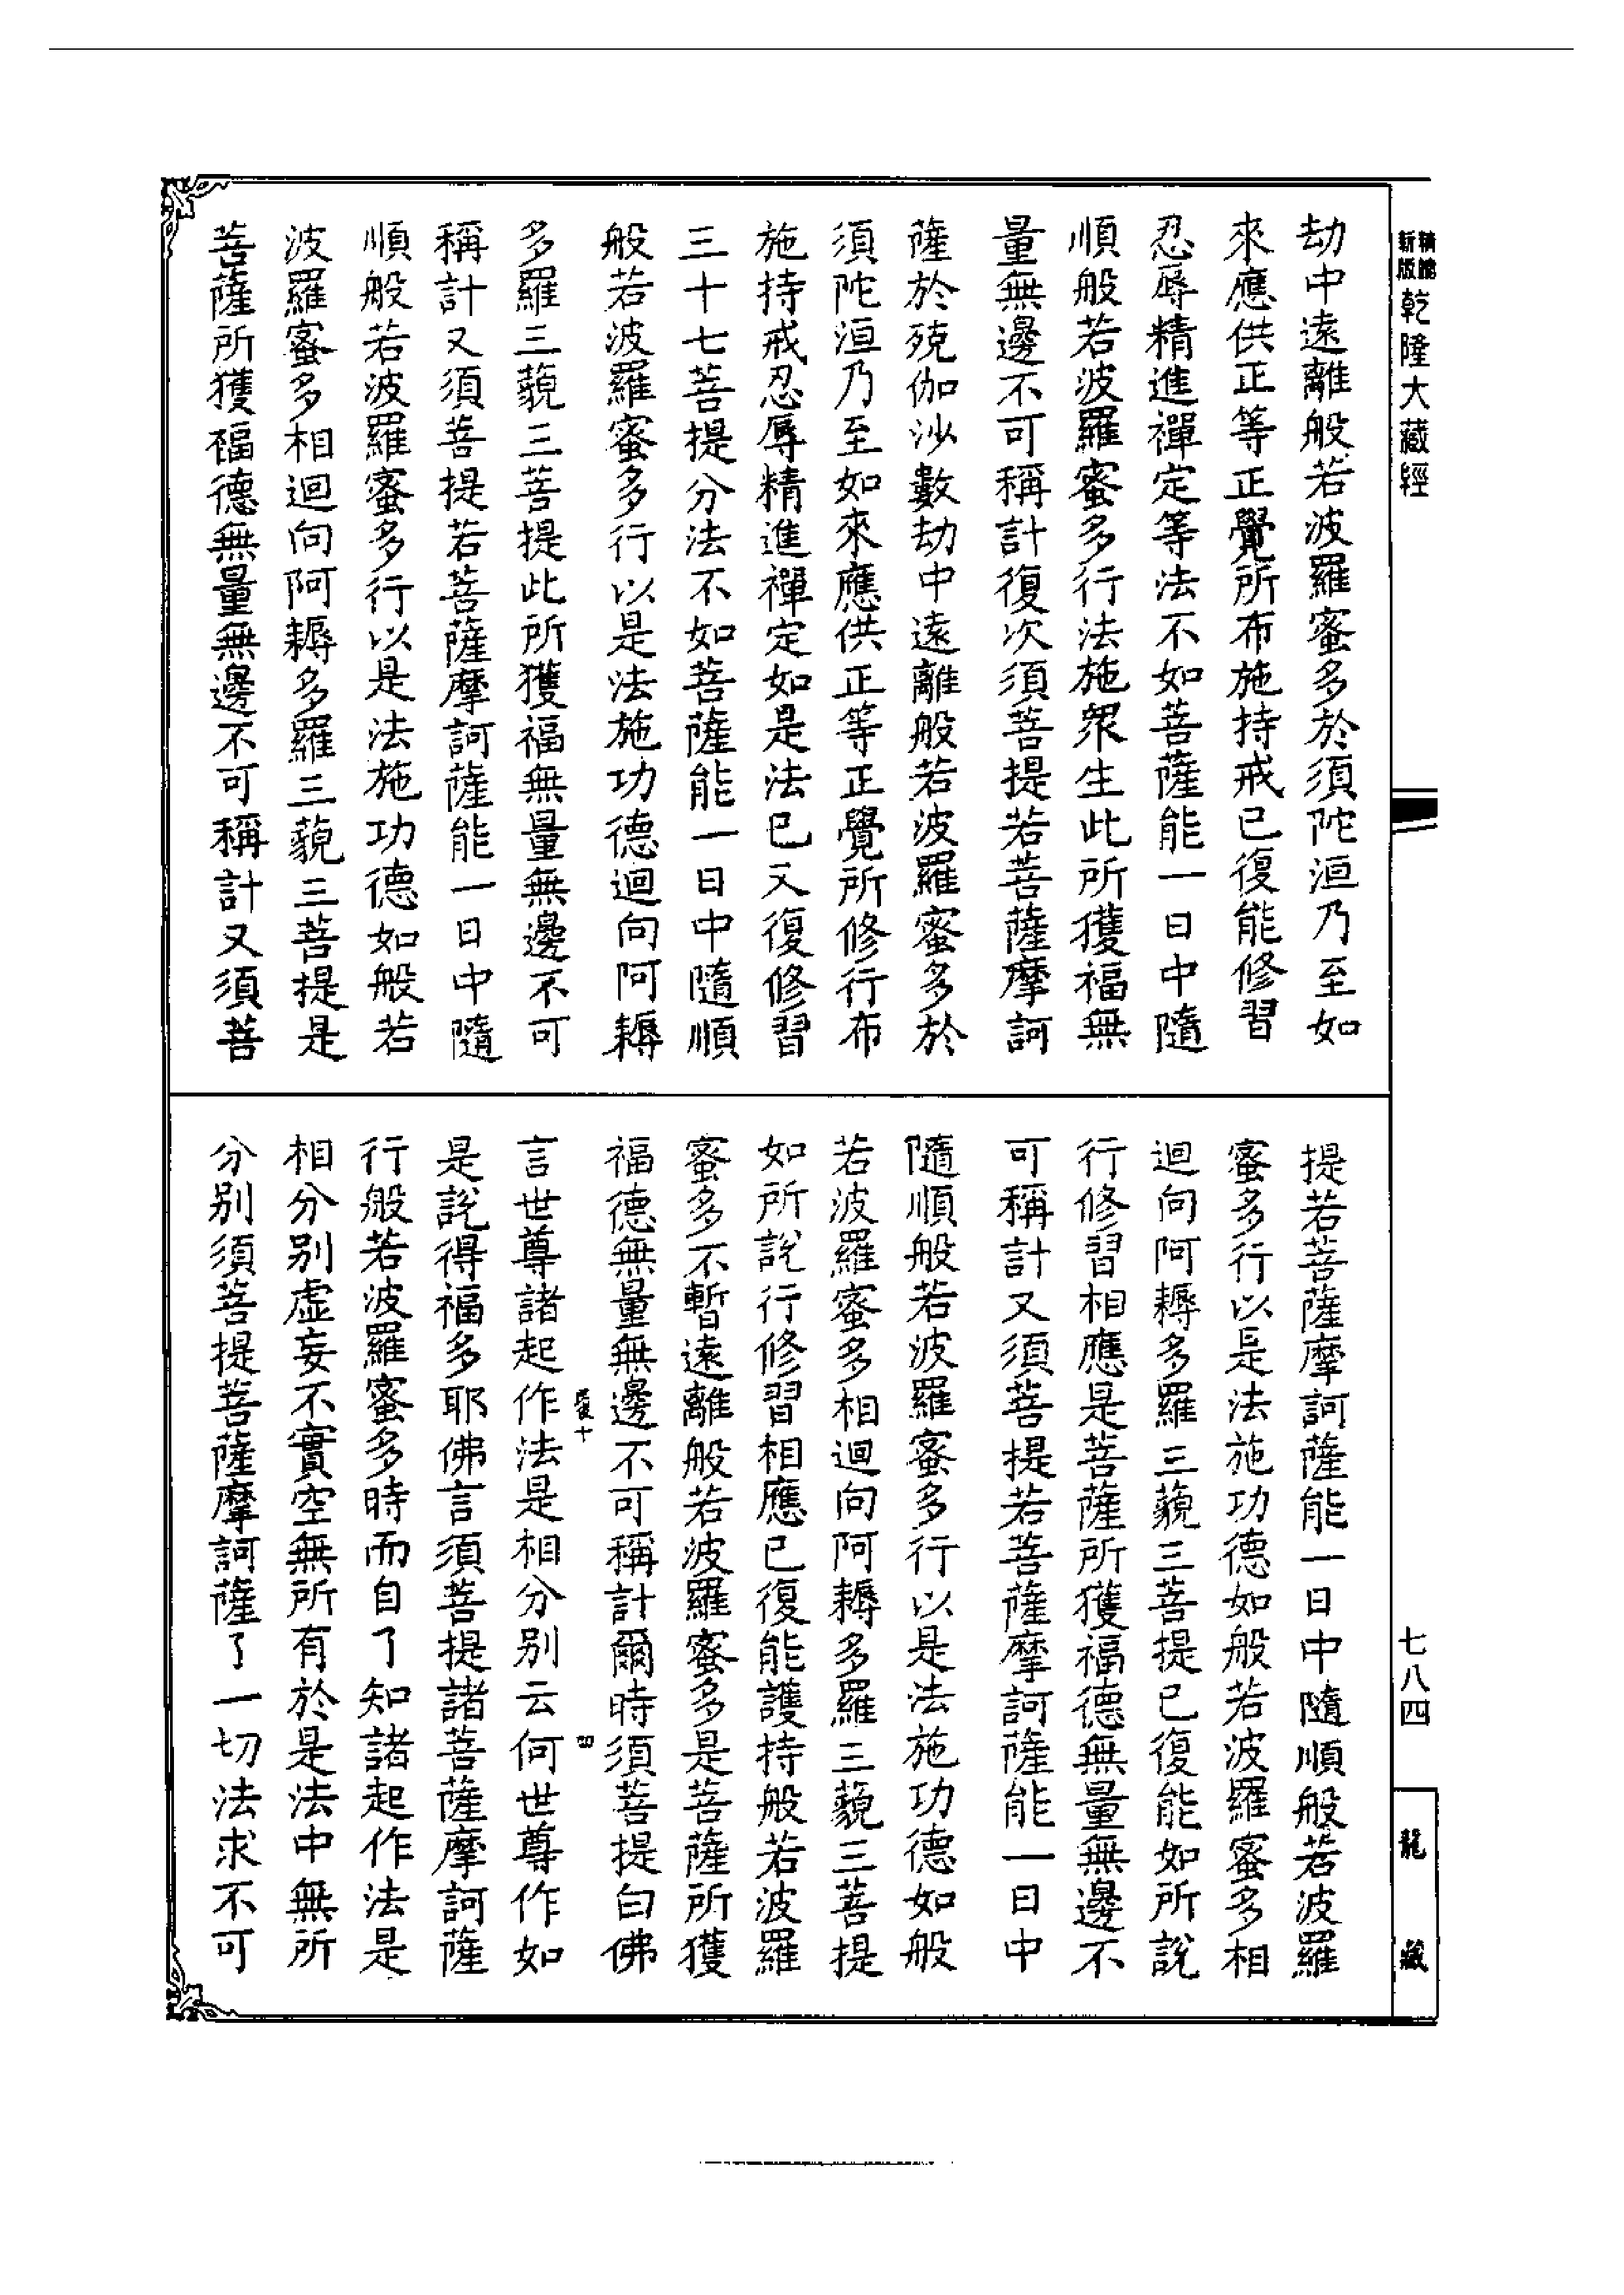 精繪
新版
乾隆大藏經
劫中遠離般若波羅蜜多於須陀洹乃至如
來應供正等正覺所布施持戒已復能修習
忍辱精進禪定等法不如菩薩能一日中隨
順般若波羅蜜多行法施眾生此所獲福無
量無邊不可稱計復次須菩提若菩薩摩訶
薩於殑伽沙數劫中遠離般若波羅蜜多於
須陀洹乃至如來應供正等正覺所修行布
施持戒忍辱精進禪定如是法已又復修習
三十七菩提分法不如菩薩能一日中隨順
般若波羅蜜多行以是法施功德迴向阿耨
多羅三藐三菩提此所獲福無量無邊不可
稱計又須菩提若菩薩摩訶薩能一日中隨
順般若波羅蜜多行以是法施功德如般若
波羅蜜多相迴向阿耨多羅三藐三菩提是
菩薩所獲福德無量無邊不可稱計又須菩
提若菩薩摩訶薩能一日中隨順般若波羅
蜜多行以是法施功德如般若波羅蜜多相
迴向阿耨多羅三藐三菩提已復能如所說
行修習相應是菩薩所獲福德無量無邊不
可稱計又須菩提若菩薩摩訶薩能一日中
隨順般若波羅蜜多行以是法施功德如般
若波羅蜜多相迴向阿耨多羅三藐三菩提
如所說行修習相應已復能護持般若波羅
蜜多不暫遠離般若波羅蜜多是菩薩所獲
福德無量無邊不可稱計爾時須菩提白佛
十 四
言世尊諸起作法是相分別云何世尊作如
是說得福多耶佛言須菩提諸菩薩摩訶薩
行般若波羅蜜多時而自了知諸起作法是
相分別虛妄不實空無所有於是法中無所
分別須菩提菩薩摩訶薩了一切法求不可
七八四
龍藏